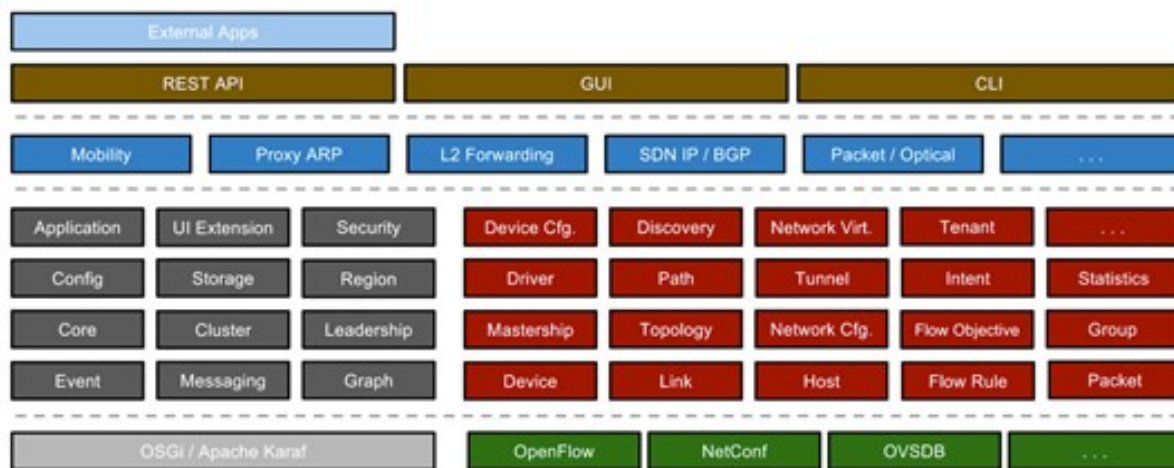 External Apps
REST API GUI CLI
Mobility Proxy ARP L2 Forwarding SDN IP / BGP Packet / Optical . . .
Application UI Extension Security Device Cfg. Discovery Network Virt. Tenant . . .
Config Storage Region Driver Path Tunnel Intent Statistics
Core Cluster Leadership Mastership Topology Network Cfg. Flow Objective Group
Event Messaging Graph Device Link Host Flow Rule Packet
OSGi / Apache Karaf OpenFlow NetConf OVSDB . . .